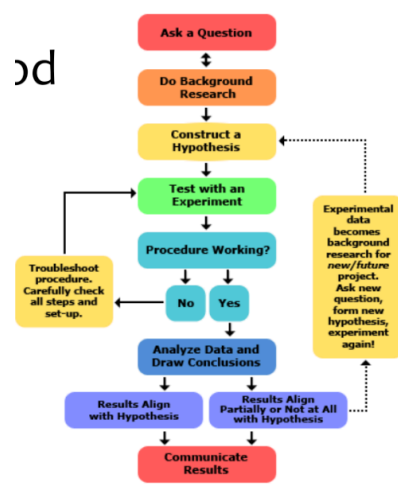 Ask a Question
od
Do Background
Research
Construct a
Hypothesis
Test with an
Experiment
Procedure Working?
Troubleshoot
procedure.
Carefully check
all steps and
set-up.
No
Yes
Experimental
data
becomes
background
research for
new/future
project.
Ask new
question,
form new
hypothesis,
experiment
again!
Analyze Data and
Draw Conclusions
Results Align
with Hypothesis
Results Align
Partially or Not at All
with Hypothesis
Communicate
Results